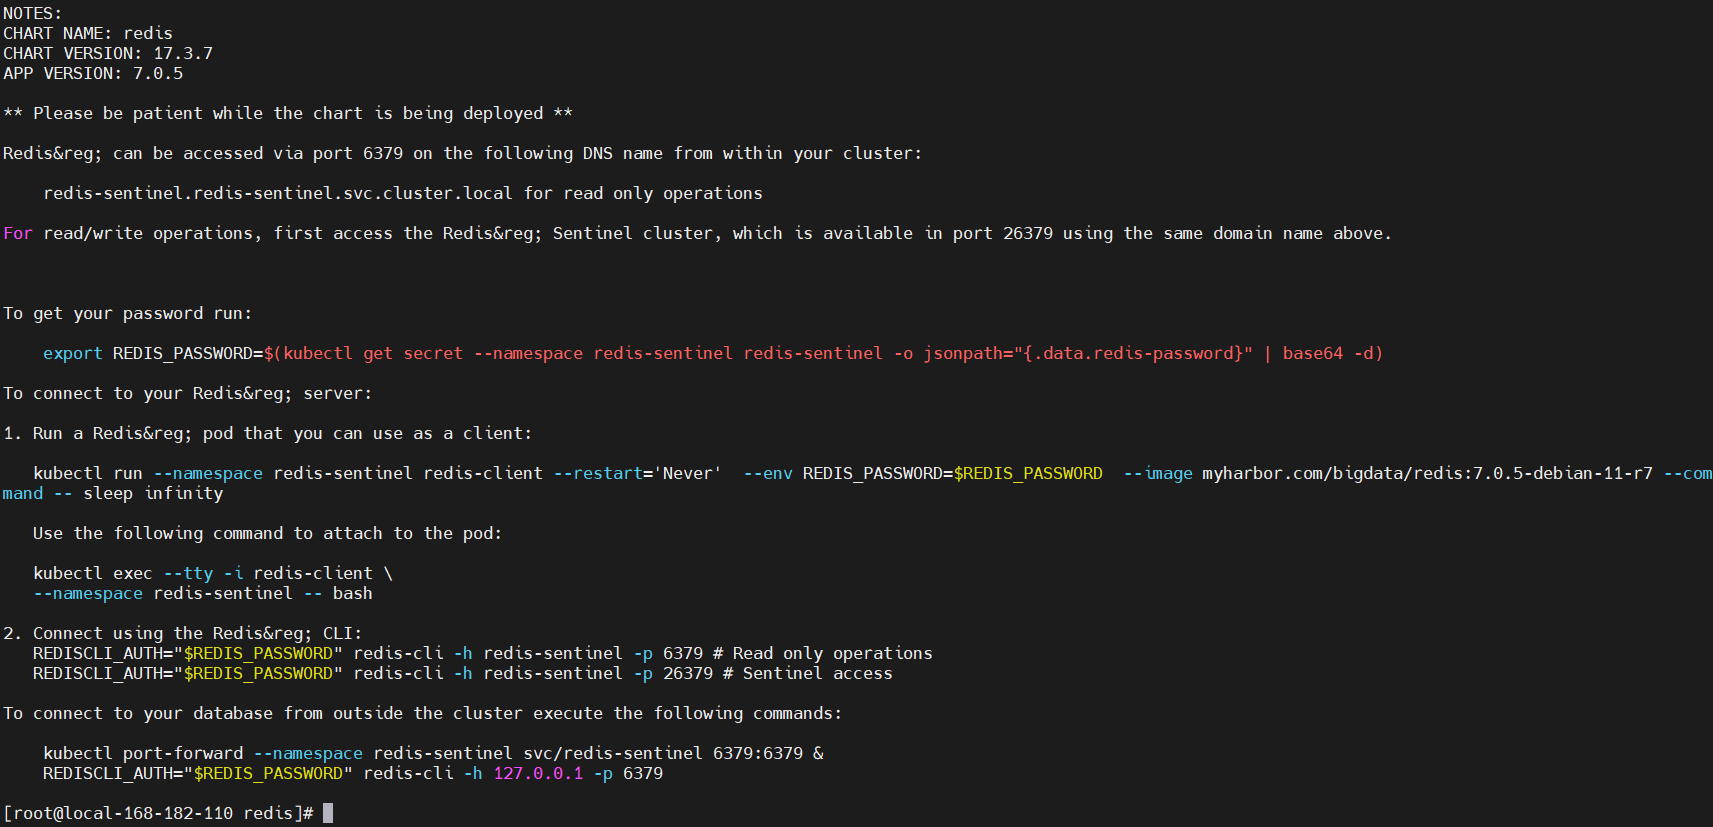 NOTES:
CHART NAME: redis
CHART VERSION: 17.3.7
APP VERSION: 7.0.5
** Please be patient while the chart is being deployed **
Redis&reg; can be accessed via port 6379 on the following DNS name from within your cluster:
redis-sentinel.redis-sentinel.svc.cluster.local for read only operations
For read/write operations, first access the Redis&reg; Sentinel cluster, which is available in port 26379 using the same domain name above.
To get your password run:
export REDIS_PASSWORD=$(kubectl get secret --namespace redis-sentinel redis-sentinel -o jsonpath="{.data.redis-password}" | base64 -d)
To connect to your Redis&reg; server:
1. Run a Redis&reg; pod that you can use as a client:
kubectl run --namespace redis-sentinel redis-client --restart='Never'  --env REDIS_PASSWORD=$REDIS_PASSWORD  --image myharbor.com/bigdata/redis:7.0.5-debian-11-r7 --com
mand -- sleep infinity
Use the following command to attach to the pod:
kubectl exec --tty -i redis-client \
--namespace redis-sentinel -- bash
2. Connect using the Redis&reg; CLI:
REDISCLI_AUTH="$REDIS_PASSWORD" redis-cli -h redis-sentinel -p 6379 # Read only operations
REDISCLI_AUTH="$REDIS_PASSWORD" redis-cli -h redis-sentinel -p 26379 # Sentinel access
To connect to your database from outside the cluster execute the following commands:
kubectl port-forward --namespace redis-sentinel svc/redis-sentinel 6379:6379 &
REDISCLI_AUTH="$REDIS_PASSWORD" redis-cli -h 127.0.0.1 -p 6379
[root@local-168-182-110 redis]#